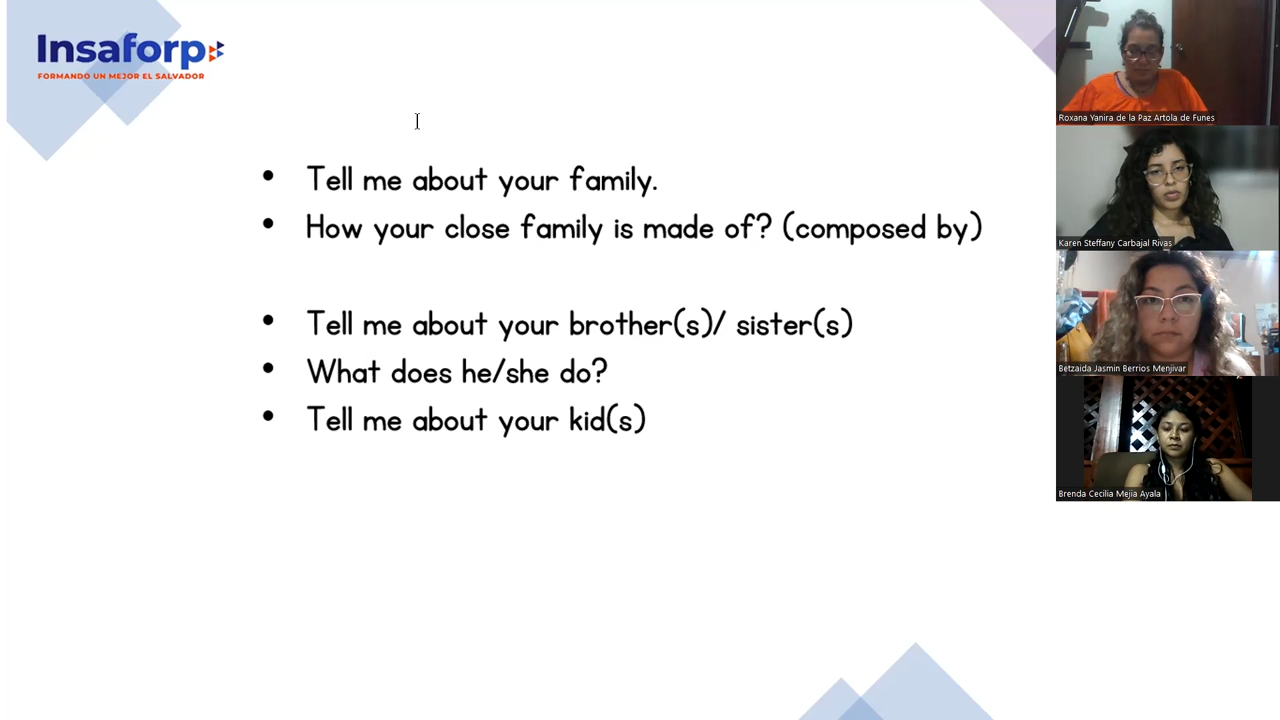 Insaforp
FORMANDO UN MEJOR EL SALVADOR
• Tell me about your family.
• How your close family is made of? (composed by)
• Tell me about your brother(s)/ sister(s)
• What does he/she do?
• Tell me about your kid(s)
Roxana Yanira de la Paz Artola de Funes
Karen Steffany Carbajal Rivas
Betzaida Jasmin Berrios Menjivar
Brenda Cecilia Mejia Ayala